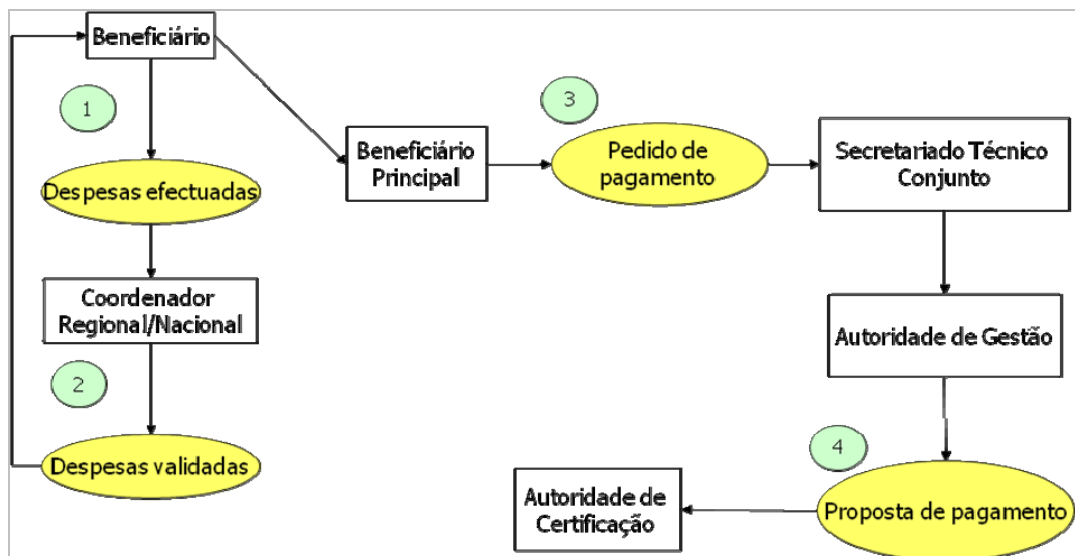 Beneficiário
1
Despesas efectuadas
Coordenador
Regional/Nacional
2
Despesas validadas
Beneficiário
Principal
3
Pedido de
pagamento
Secretariado Técnico
Conjunto
Autoridade de Gestão
4
Proposta de pagamento
Autoridade de
Certificação